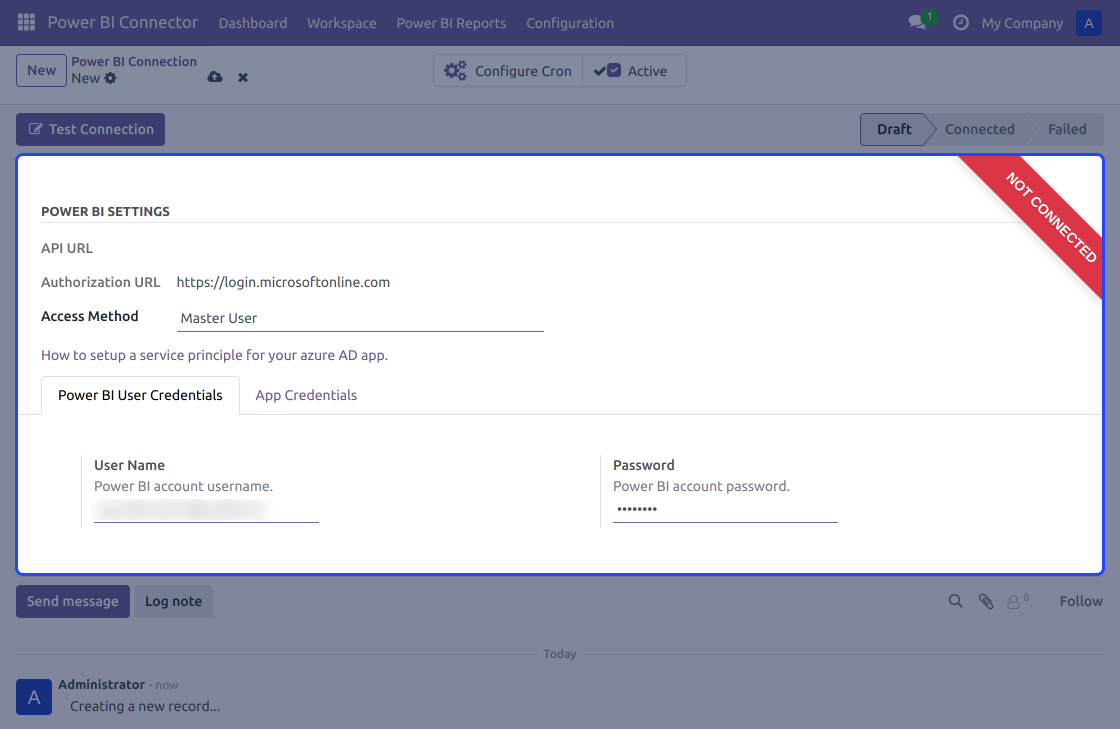 Power BI Connector Dashboard Workspace Power BI Reports Configuration 1 My Company A
New Power BI Connection
New
Configure Cron Active
Test Connection Draft Connected Failed
NOT CONNECTED
POWER BI SETTINGS
API URL
Authorization URL https://login.microsoftonline.com
Access Method Master User
How to setup a service principle for your azure AD app.
Power BI User Credentials App Credentials
User Name Password
Power BI account username. Power BI account password.
••••••••
Send message Log note 0 Follow
Today
A Administrator - now
Creating a new record...